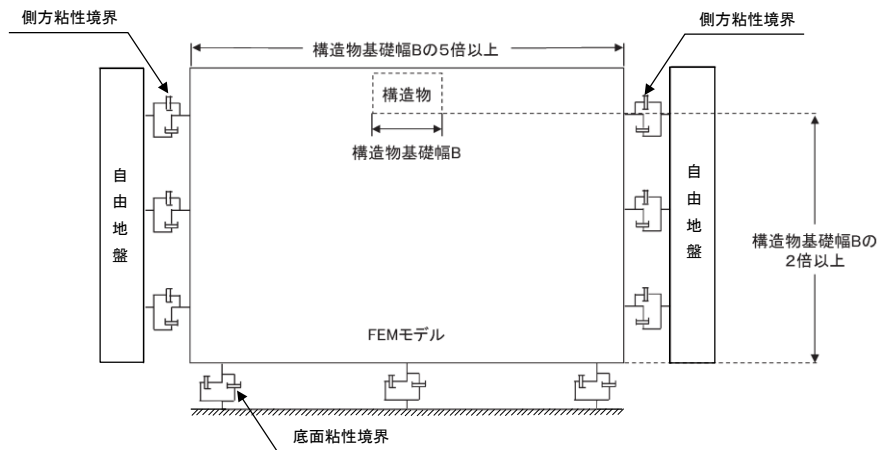 側方粘性境界
側方粘性境界
構造物基礎幅Bの5倍以上
構造物
構造物基礎幅B
自由地盤
自由地盤
構造物基礎幅Bの
2倍以上
FEMモデル
底面粘性境界